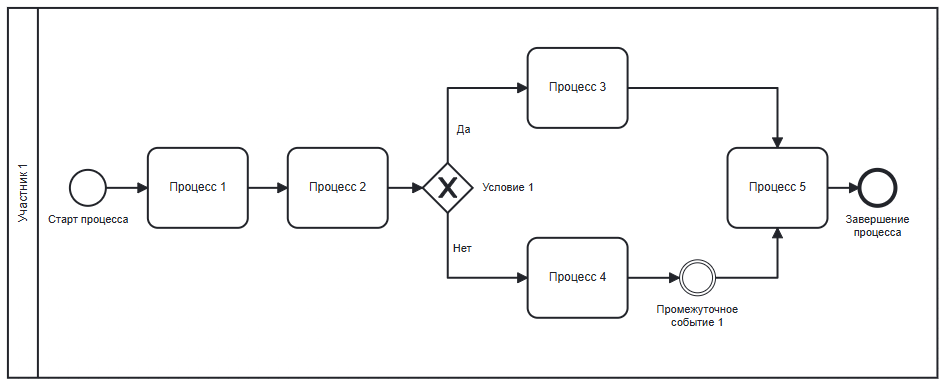 Участник 1
Старт процесса
Процесс 1
Процесс 2
Условие 1
Да
Процесс 3
Нет
Процесс 4
Промежуточное
событие 1
Процесс 5
Завершение
процесса